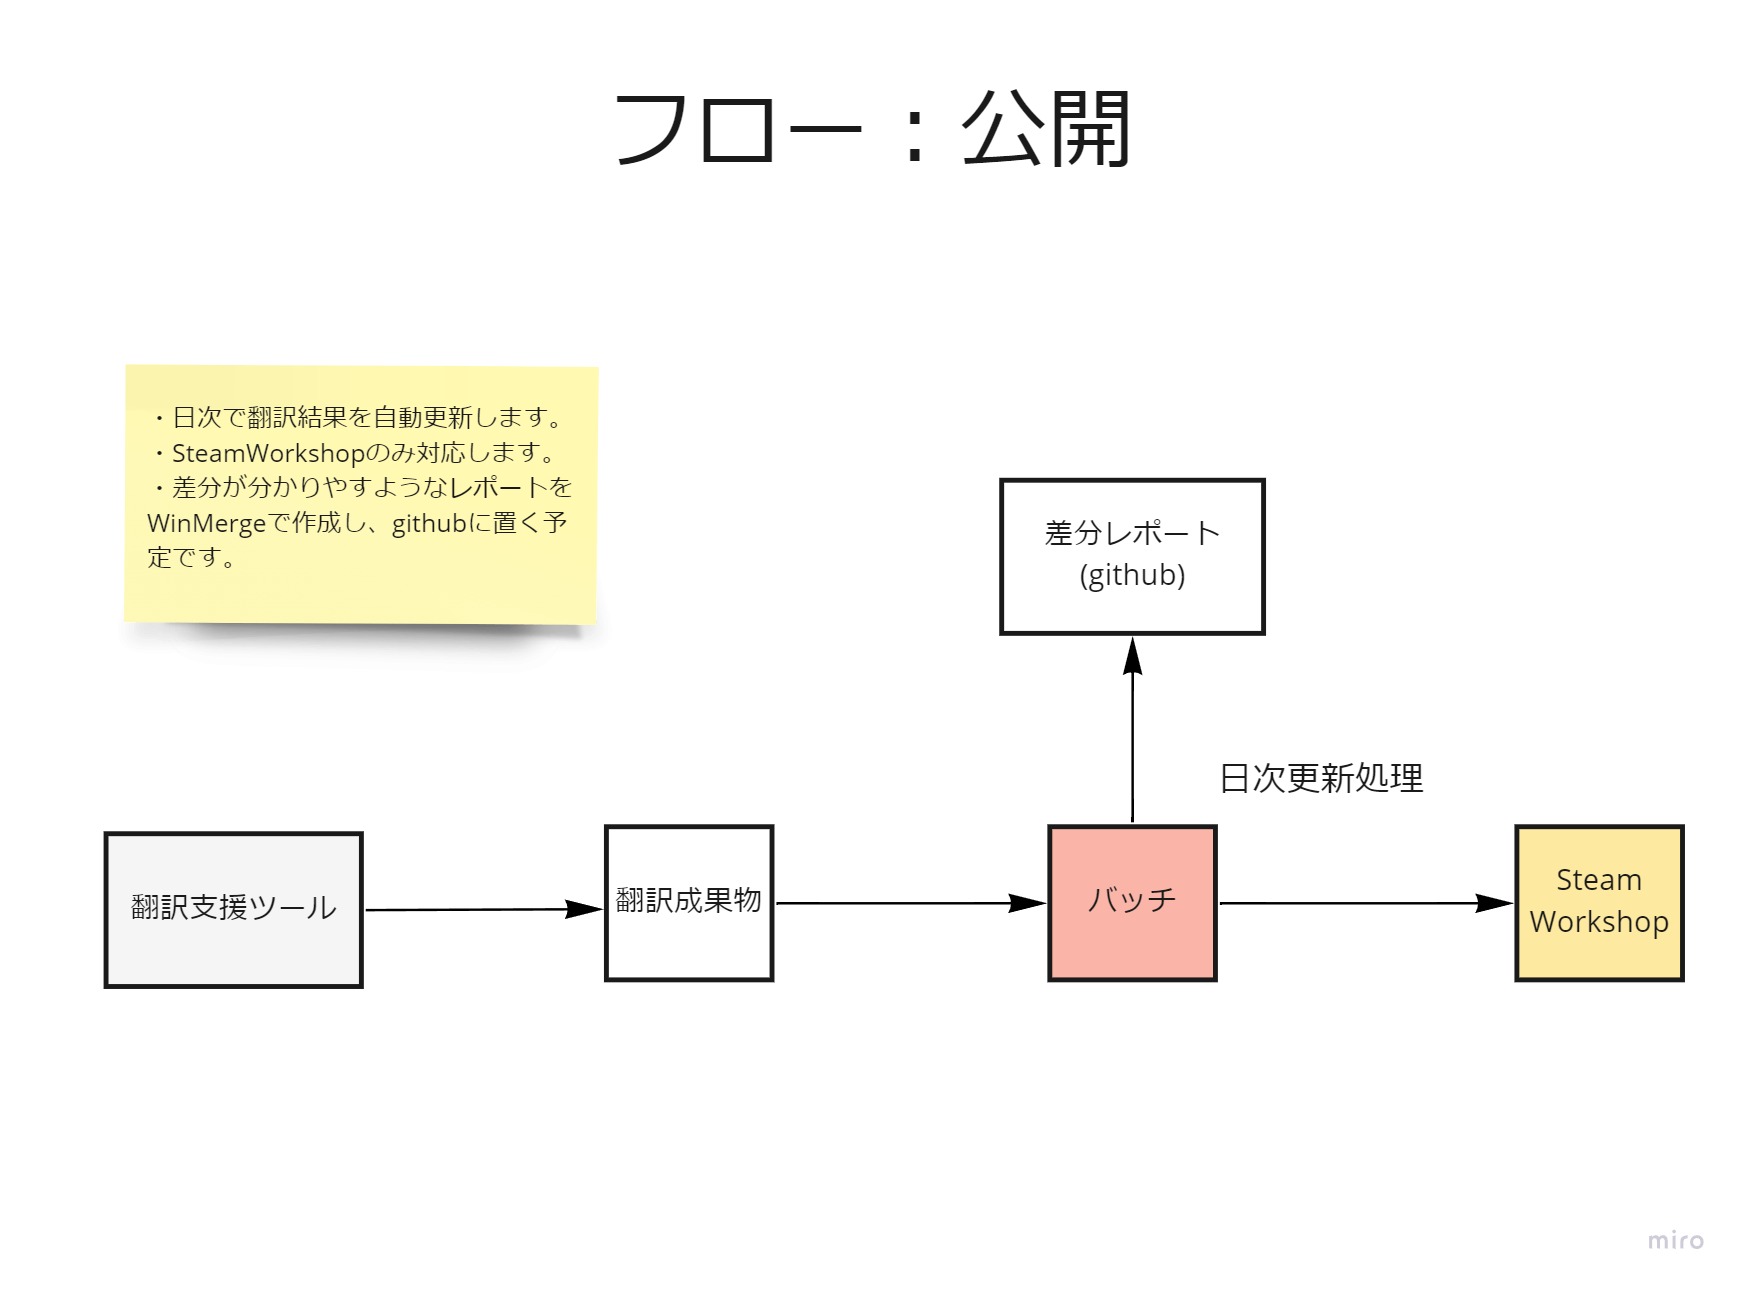 フロー：公開
・日次で翻訳結果を自動更新します。
・SteamWorkshopのみ対応します。
・差分が分かりやすようなレポートを
WinMergeで作成し、githubに置く予
定です。
差分レポート
(github)
日次更新処理
翻訳支援ツール
翻訳成果物
バッチ
Steam
Workshop
miro